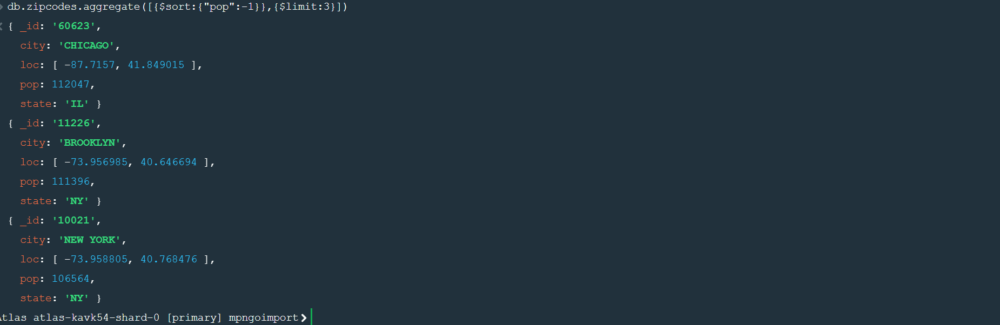 db.zipcodes.aggregate([{$sort:{"pop":-1}},{$limit:3}])
{ _id: '60623',
city: 'CHICAGO',
loc: [ -87.7157, 41.849015 ],
pop: 112047,
state: 'IL' }
{ _id: '11226',
city: 'BROOKLYN',
loc: [ -73.956985, 40.646694 ],
pop: 111396,
state: 'NY' }
{ _id: '10021',
city: 'NEW YORK',
loc: [ -73.958805, 40.768476 ],
pop: 106564,
state: 'NY' }
Atlas atlas-kavk54-shard-0 [primary] mpngoimport>